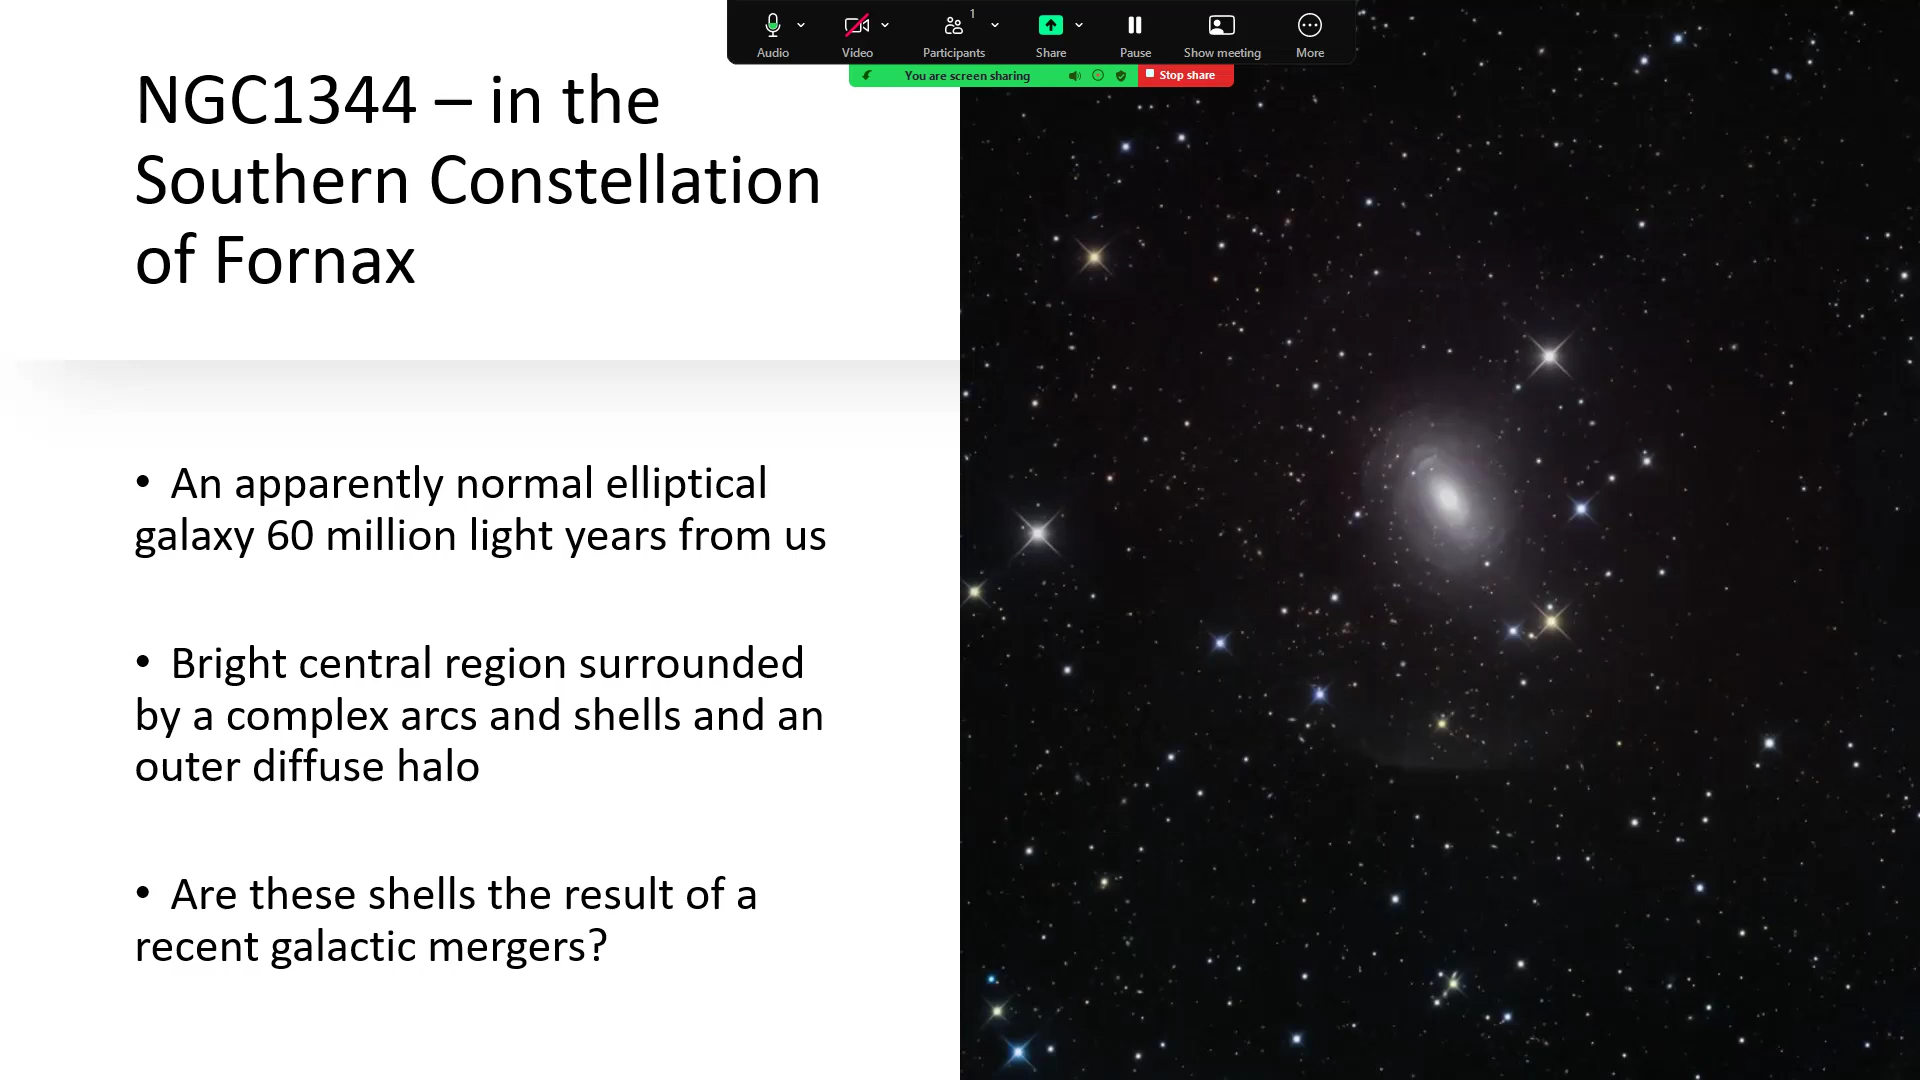 1
Audio
Video
Participants
Share
Pause
Show meeting
More
You are screen sharing
Stop share
NGC1344 – in the
Southern Constellation
of Fornax
• An apparently normal elliptical
galaxy 60 million light years from us
• Bright central region surrounded
by a complex arcs and shells and an
outer diffuse halo
• Are these shells the result of a
recent galactic mergers?